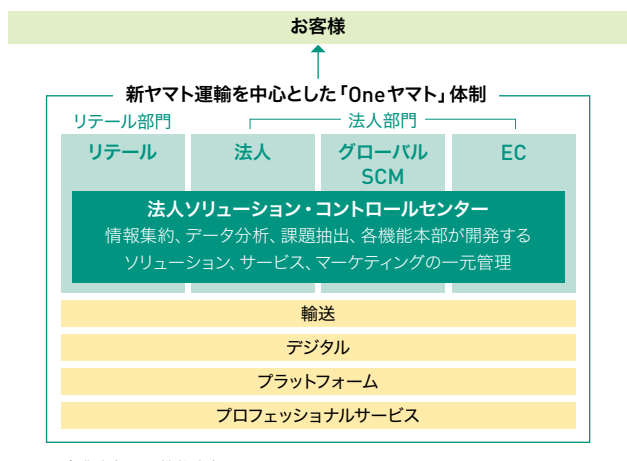 お客様
新ヤマト運輸を中心とした「Oneヤマト」体制
リテール部門
法人部門
リテール
法人
グローバル
SCM
EC
法人ソリューション・コントロールセンター
情報集約、データ分析、課題抽出、各機能本部が開発する
ソリューション、サービス、マーケティングの一元管理
輸送
デジタル
プラットフォーム
プロフェッショナルサービス